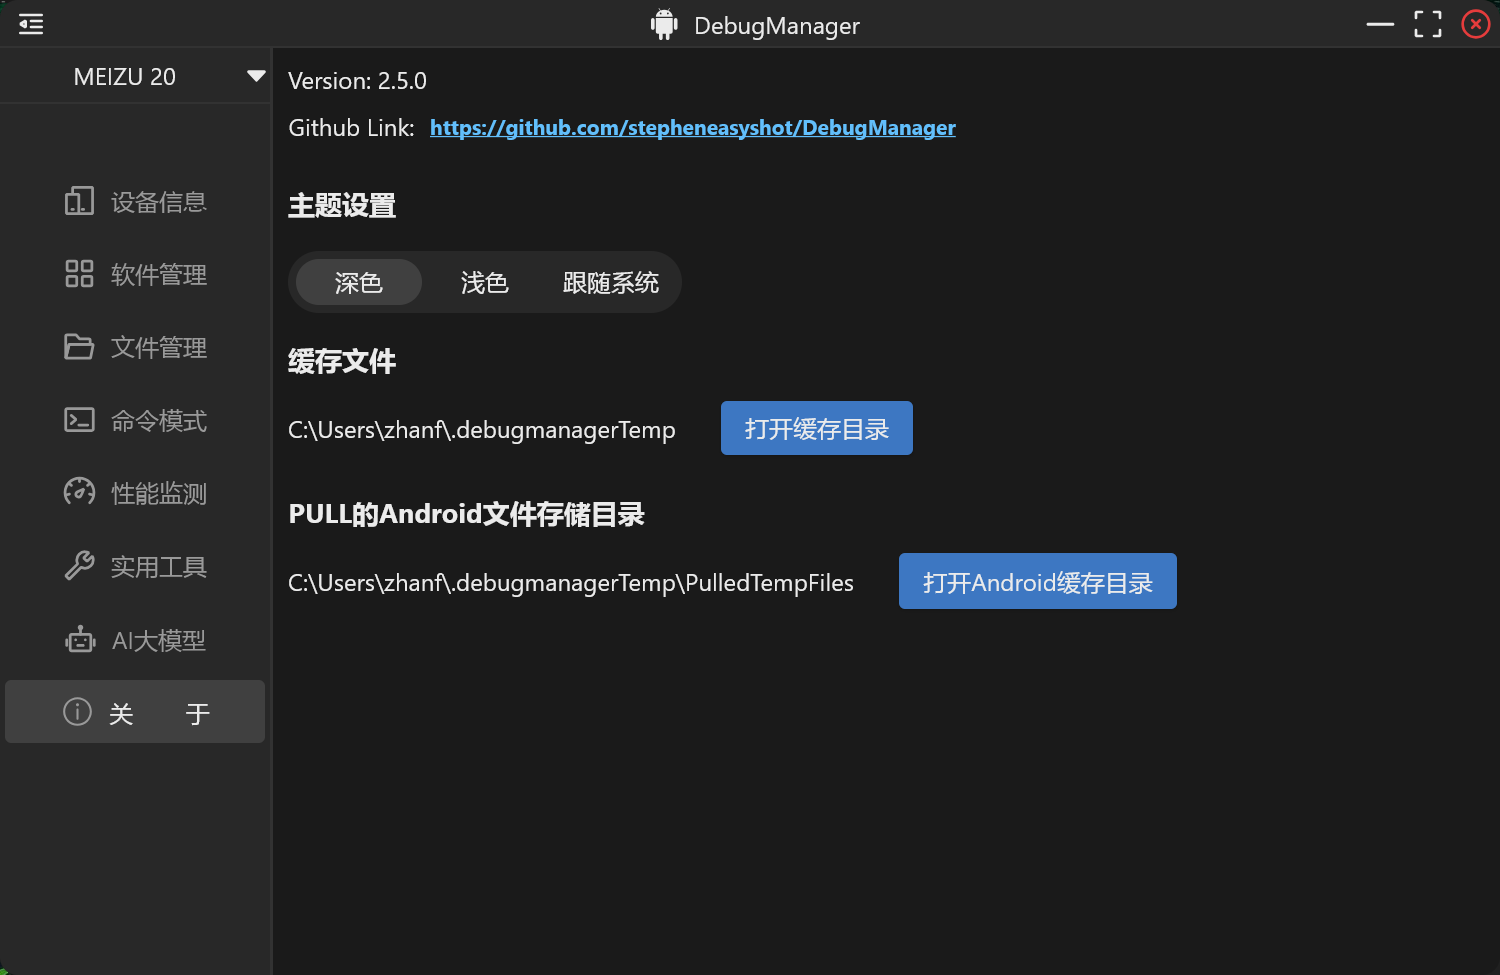 DebugManager
MEIZU 20
设备信息
软件管理
文件管理
命令模式
性能监测
实用工具
AI大模型
关 于
Version: 2.5.0
Github Link: https://github.com/stepheneasyshot/DebugManager
主题设置
深色 浅色 跟随系统
缓存文件
C:\Users\zhanf\.debugmanagerTemp 打开缓存目录
PULL的Android文件存储目录
C:\Users\zhanf\.debugmanagerTemp\PulledTempFiles 打开Android缓存目录